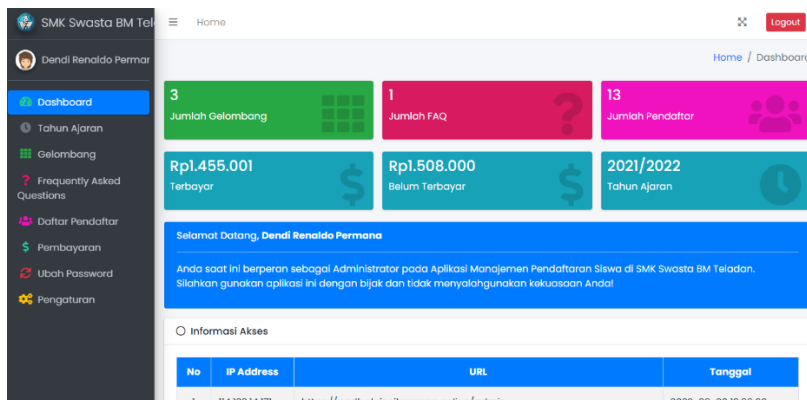 SMK Swasta BM Tel
Home
Logout
Dendi Renaldo Permar
Home / Dashboard
Dashboard
Tahun Ajaran
Gelombang
Frequently Asked
Questions
Daftar Pendaftar
Pembayaran
Ubah Password
Pengaturan
3
Jumlah Gelombang
1
Jumlah FAQ
13
Jumlah Pendaftar
Rp1.455.001
Terbayar
Rp1.508.000
Belum Terbayar
2021/2022
Tahun Ajaran
Selamat Datang, Dendi Renaldo Permana
Anda saat ini berperan sebagai Administrator pada Aplikasi Manajemen Pendaftaran Siswa di SMK Swasta BM Teladan.
Silahkan gunakan aplikasi ini dengan bijak dan tidak menyalahgunakan kekuasaan Anda!
Informasi Akses
No IP Address URL Tanggal